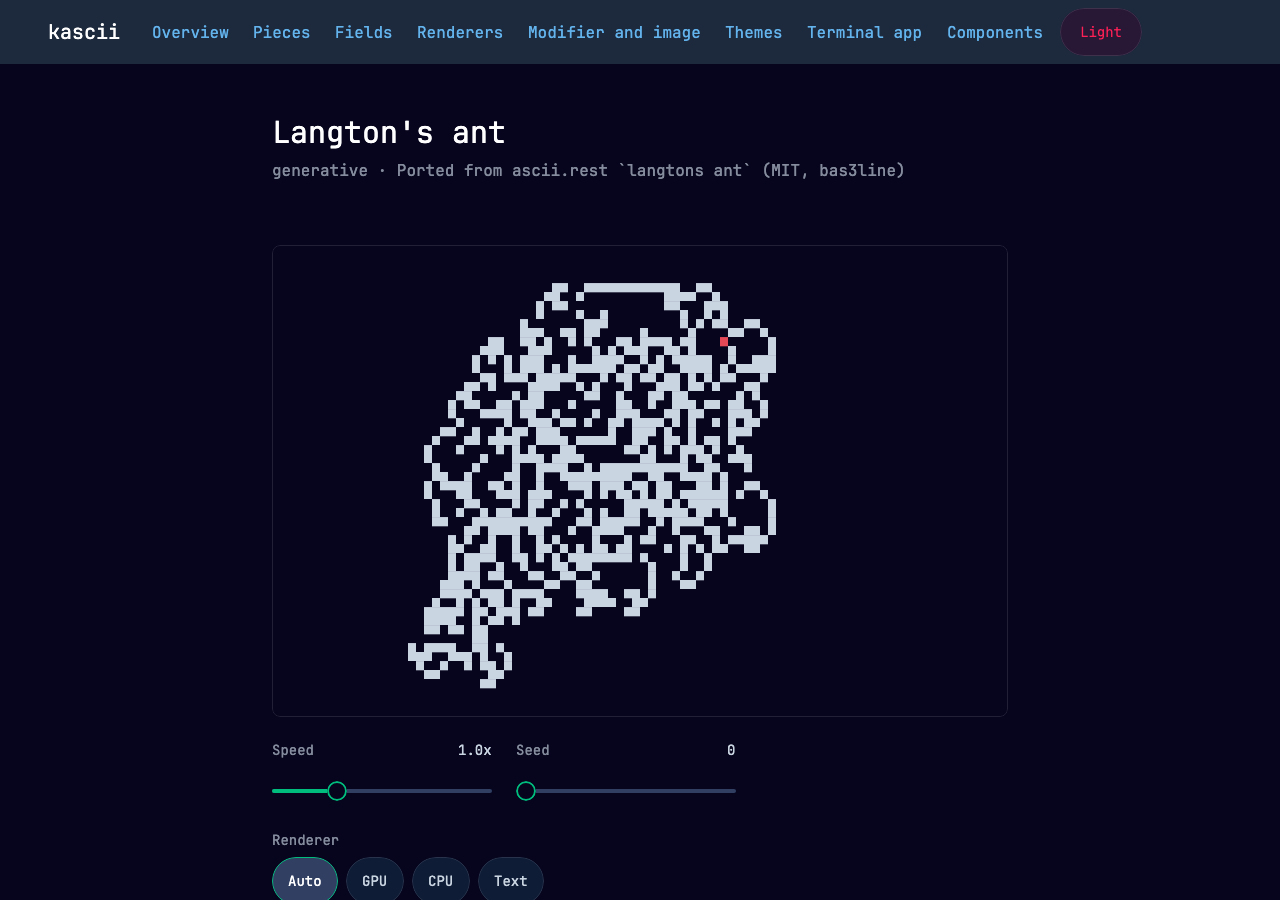 kascii Overview Pieces Fields Renderers Modifier and image Themes Terminal app Components Light
Langton's ant
generative · Ported from ascii.rest `langtons ant` (MIT, bas3line)
Speed 1.0x Seed 0
Renderer
Auto GPU CPU Text